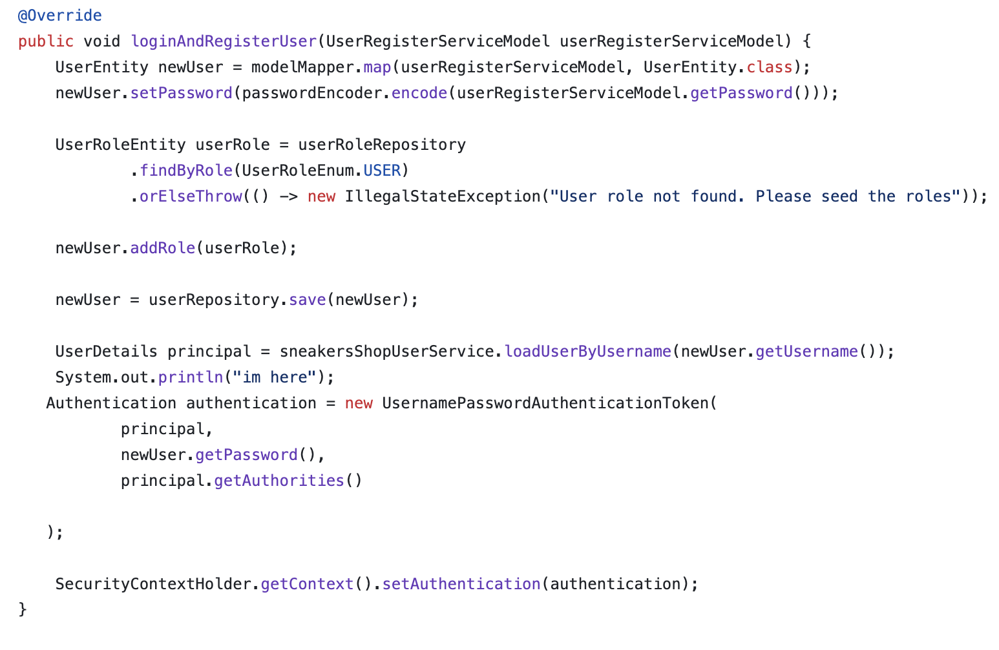 @Override
public void loginAndRegisterUser(UserRegisterServiceModel userRegisterServiceModel) {
    UserEntity newUser = modelMapper.map(userRegisterServiceModel, UserEntity.class);
    newUser.setPassword(passwordEncoder.encode(userRegisterServiceModel.getPassword()));

    UserRoleEntity userRole = userRoleRepository
            .findByRole(UserRoleEnum.USER)
            .orElseThrow(() -> new IllegalStateException("User role not found. Please seed the roles"));

    newUser.addRole(userRole);

    newUser = userRepository.save(newUser);

    UserDetails principal = sneakersShopUserService.loadUserByUsername(newUser.getUsername());
    System.out.println("im here");
   Authentication authentication = new UsernamePasswordAuthenticationToken(
           principal,
           newUser.getPassword(),
           principal.getAuthorities()

   );

    SecurityContextHolder.getContext().setAuthentication(authentication);
}